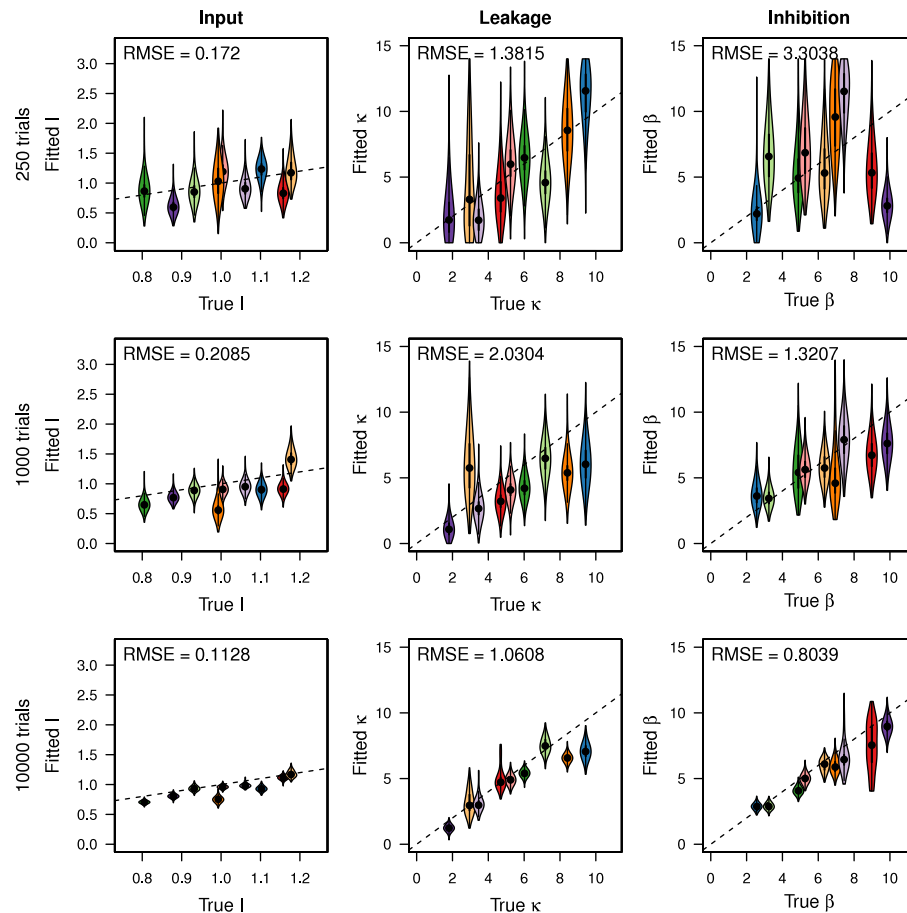 Input Leakage Inhibition
250 trials
Fitted I
RMSE = 0.172
3.0
2.5
2.0
1.5
1.0
0.5
0.0
0.8 0.9 1.0 1.1 1.2
True I
Fitted κ
RMSE = 1.3815
15
10
5
0
0 2 4 6 8 10
True κ
Fitted β
RMSE = 3.3038
15
10
5
0
0 2 4 6 8 10
True β
1000 trials
Fitted I
RMSE = 0.2085
3.0
2.5
2.0
1.5
1.0
0.5
0.0
0.8 0.9 1.0 1.1 1.2
True I
Fitted κ
RMSE = 2.0304
15
10
5
0
0 2 4 6 8 10
True κ
Fitted β
RMSE = 1.3207
15
10
5
0
0 2 4 6 8 10
True β
10000 trials
Fitted I
RMSE = 0.1128
3.0
2.5
2.0
1.5
1.0
0.5
0.0
0.8 0.9 1.0 1.1 1.2
True I
Fitted κ
RMSE = 1.0608
15
10
5
0
0 2 4 6 8 10
True κ
Fitted β
RMSE = 0.8039
15
10
5
0
0 2 4 6 8 10
True β